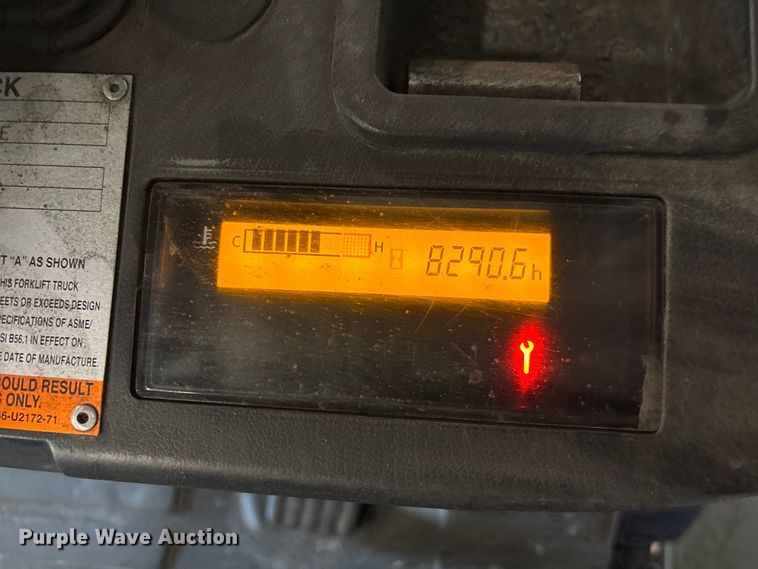 CK
E
T "A" AS SHOWN
HIS FORKLIFT TRUCK
EETS OR EXCEEDS DESIGN
PECIFICATIONS OF ASME/
SI B56.1 IN EFFECT ON
E DATE OF MANUFACTURE.
OULD RESULT
S ONLY.
6-U2172-71
C H 8290.6h
Purple Wave Auction